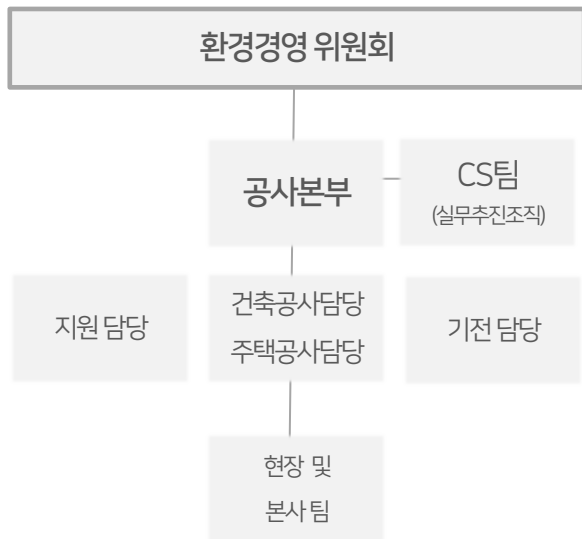 환경경영 위원회
공사본부
CS팀
(실무추진조직)
지원 담당
건축공사담당
주택공사담당
기전 담당
현장 및
본사 팀